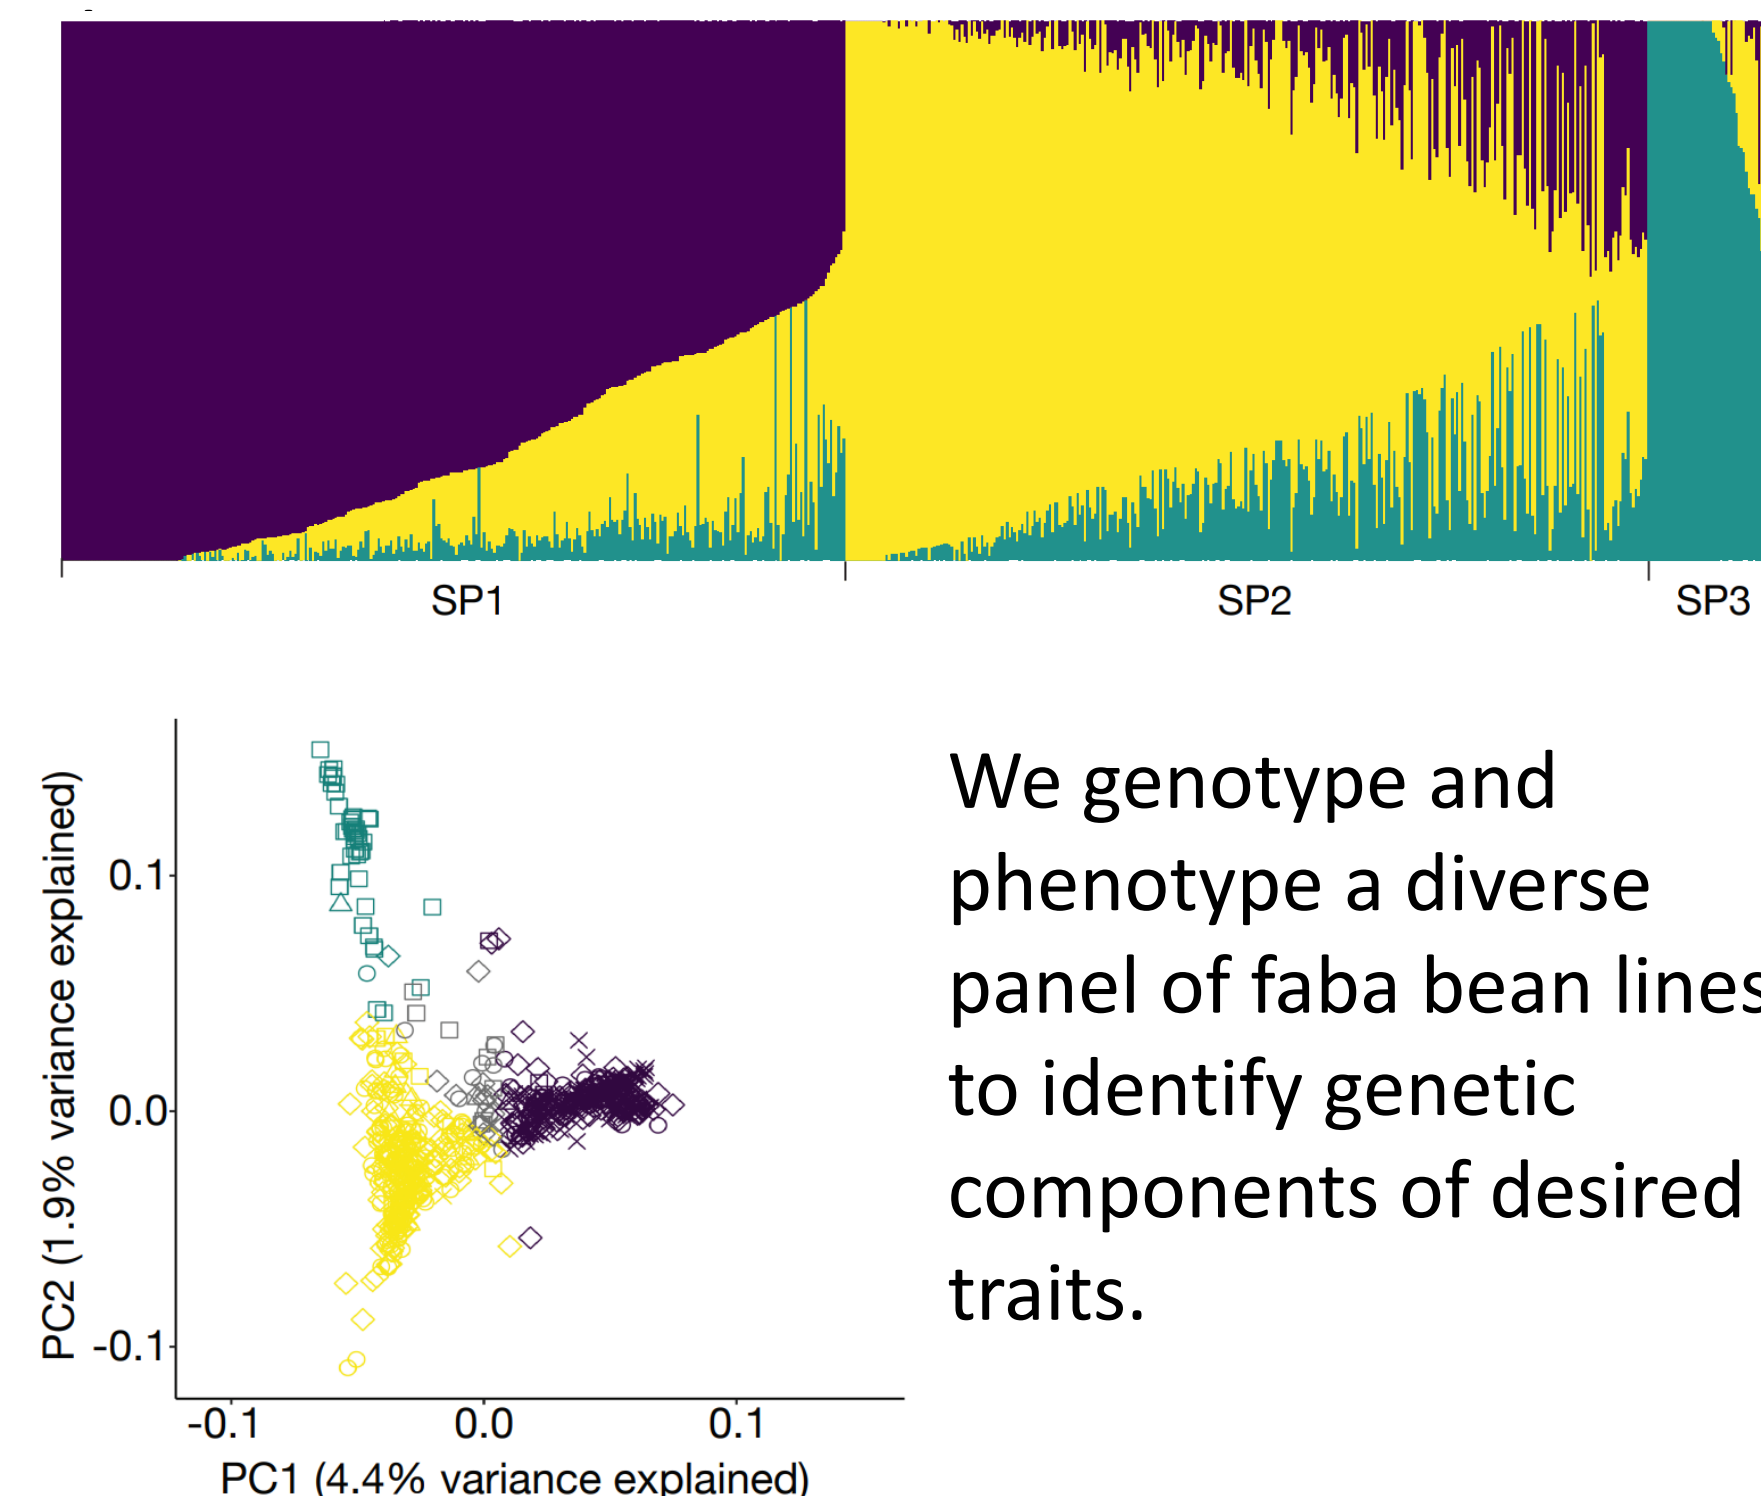 SP1 SP2 SP3
PC2 (1.9% variance explained)
0.1
0.0
-0.1
-0.1 0.0 0.1
PC1 (4.4% variance explained)
We genotype and
phenotype a diverse
panel of faba bean lines
to identify genetic
components of desired
traits.